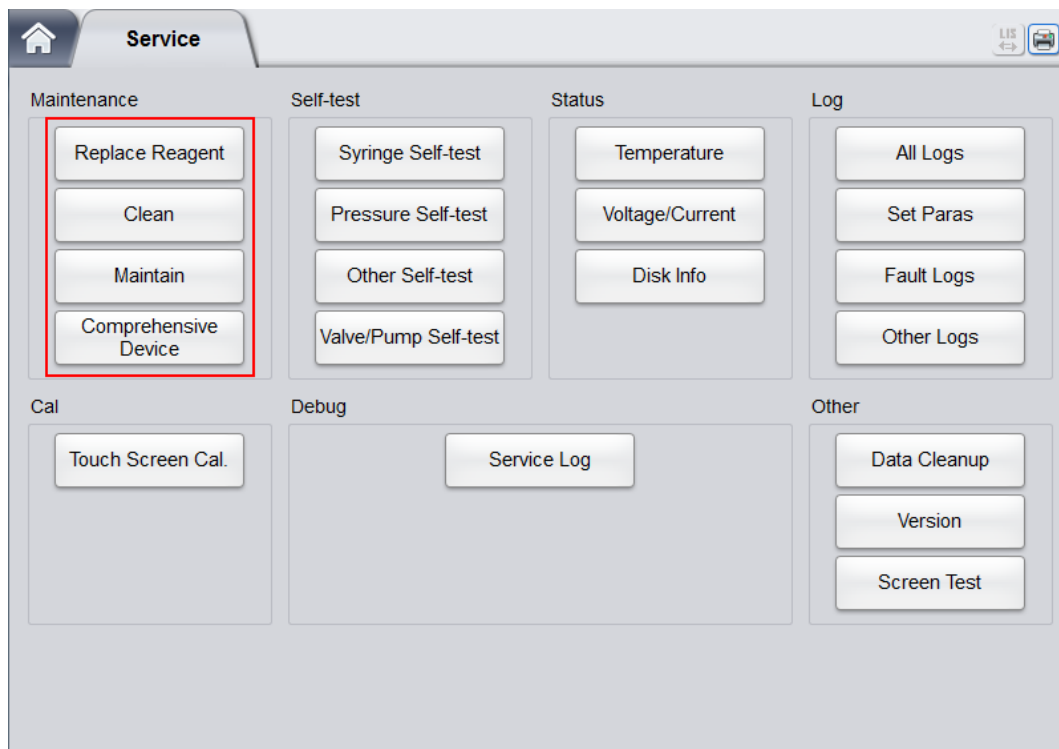 Service
LIS
Maintenance
Replace Reagent
Clean
Maintain
Comprehensive
Device
Self-test
Syringe Self-test
Pressure Self-test
Other Self-test
Valve/Pump Self-test
Status
Temperature
Voltage/Current
Disk Info
Log
All Logs
Set Paras
Fault Logs
Other Logs
Cal
Touch Screen Cal.
Debug
Service Log
Other
Data Cleanup
Version
Screen Test